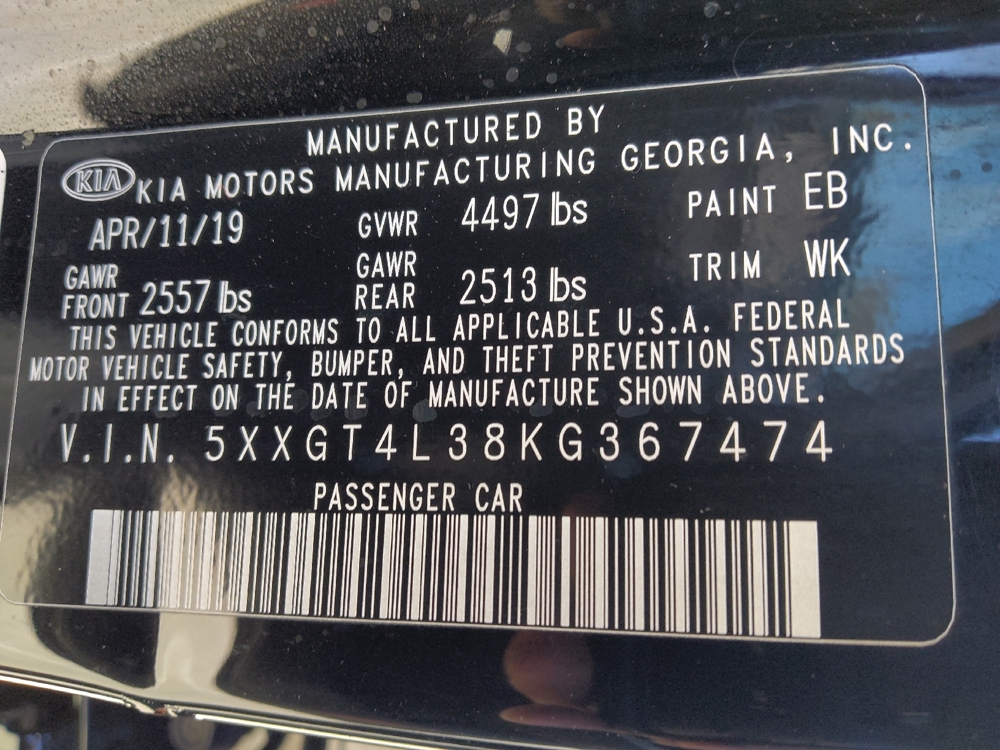 MANUFACTURED BY
KIA KIA MOTORS MANUFACTURING GEORGIA, INC.
APR/11/19 GVWR 4497 lbs PAINT EB
GAWR FRONT 2557 lbs GAWR REAR 2513 lbs TRIM WK
THIS VEHICLE CONFORMS TO ALL APPLICABLE U.S.A. FEDERAL
MOTOR VEHICLE SAFETY, BUMPER, AND THEFT PREVENTION STANDARDS
IN EFFECT ON THE DATE OF MANUFACTURE SHOWN ABOVE.
V.I.N. 5XXGT4L38KG367474
PASSENGER CAR